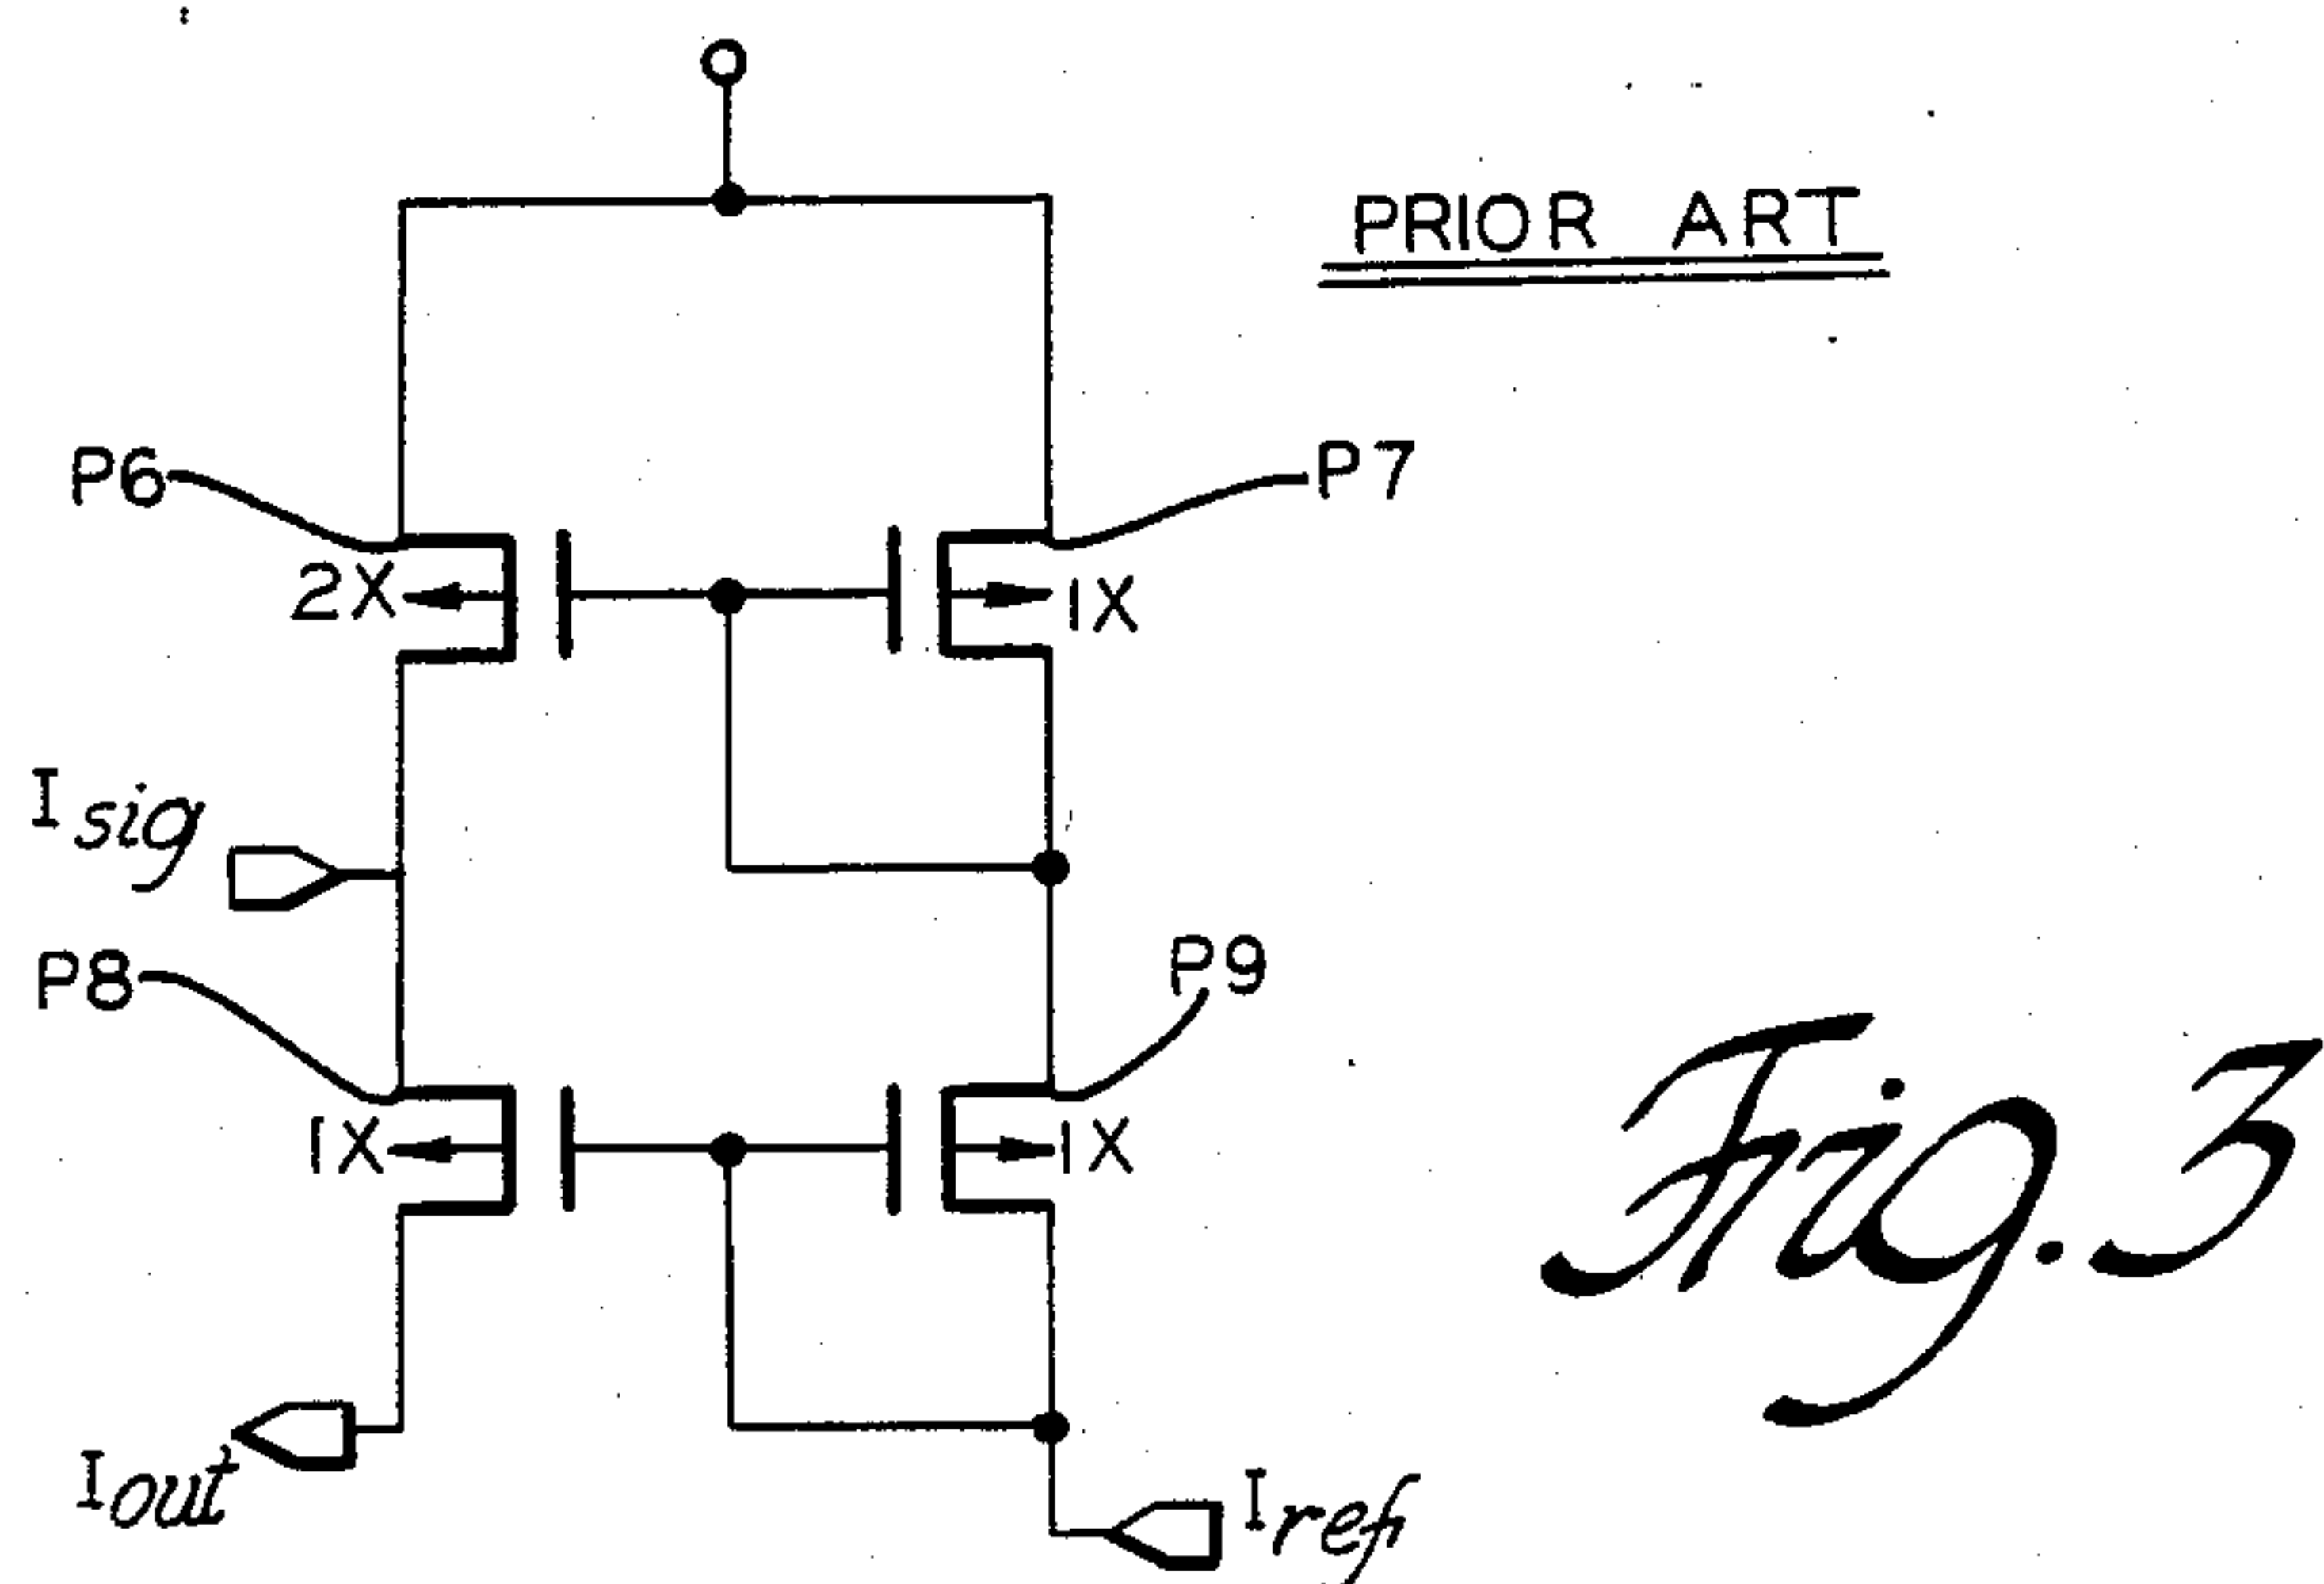 PRIOR ART
P6
P7
2X
1X
Isig
P8
P9
1X
1X
Iout
Iref
Fig. 3